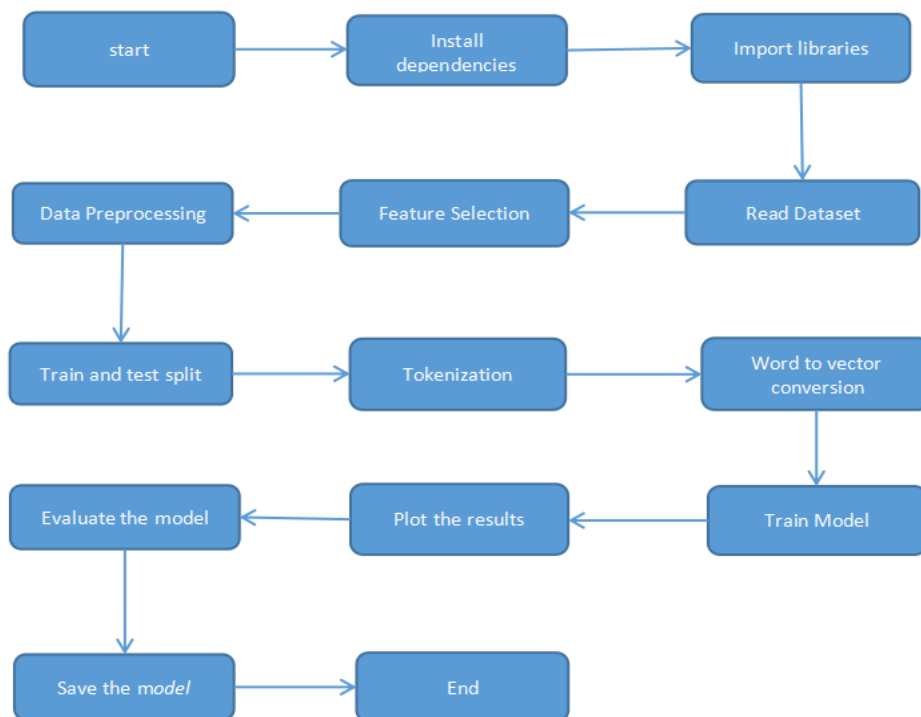 start
Install
dependencies
Import libraries
Read Dataset
Feature Selection
Data Preprocessing
Train and test split
Tokenization
Word to vector
conversion
Train Model
Plot the results
Evaluate the model
Save the model
End